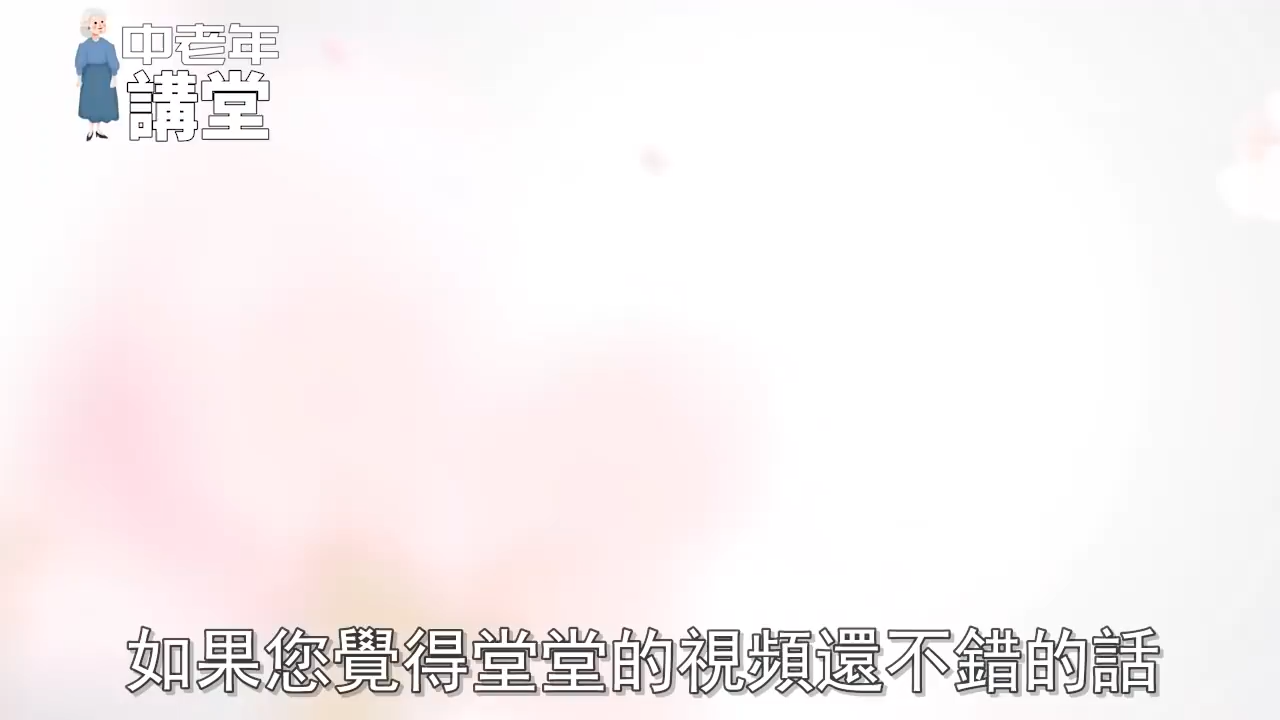 中老年
講堂
如果您覺得堂堂的視頻還不錯的話